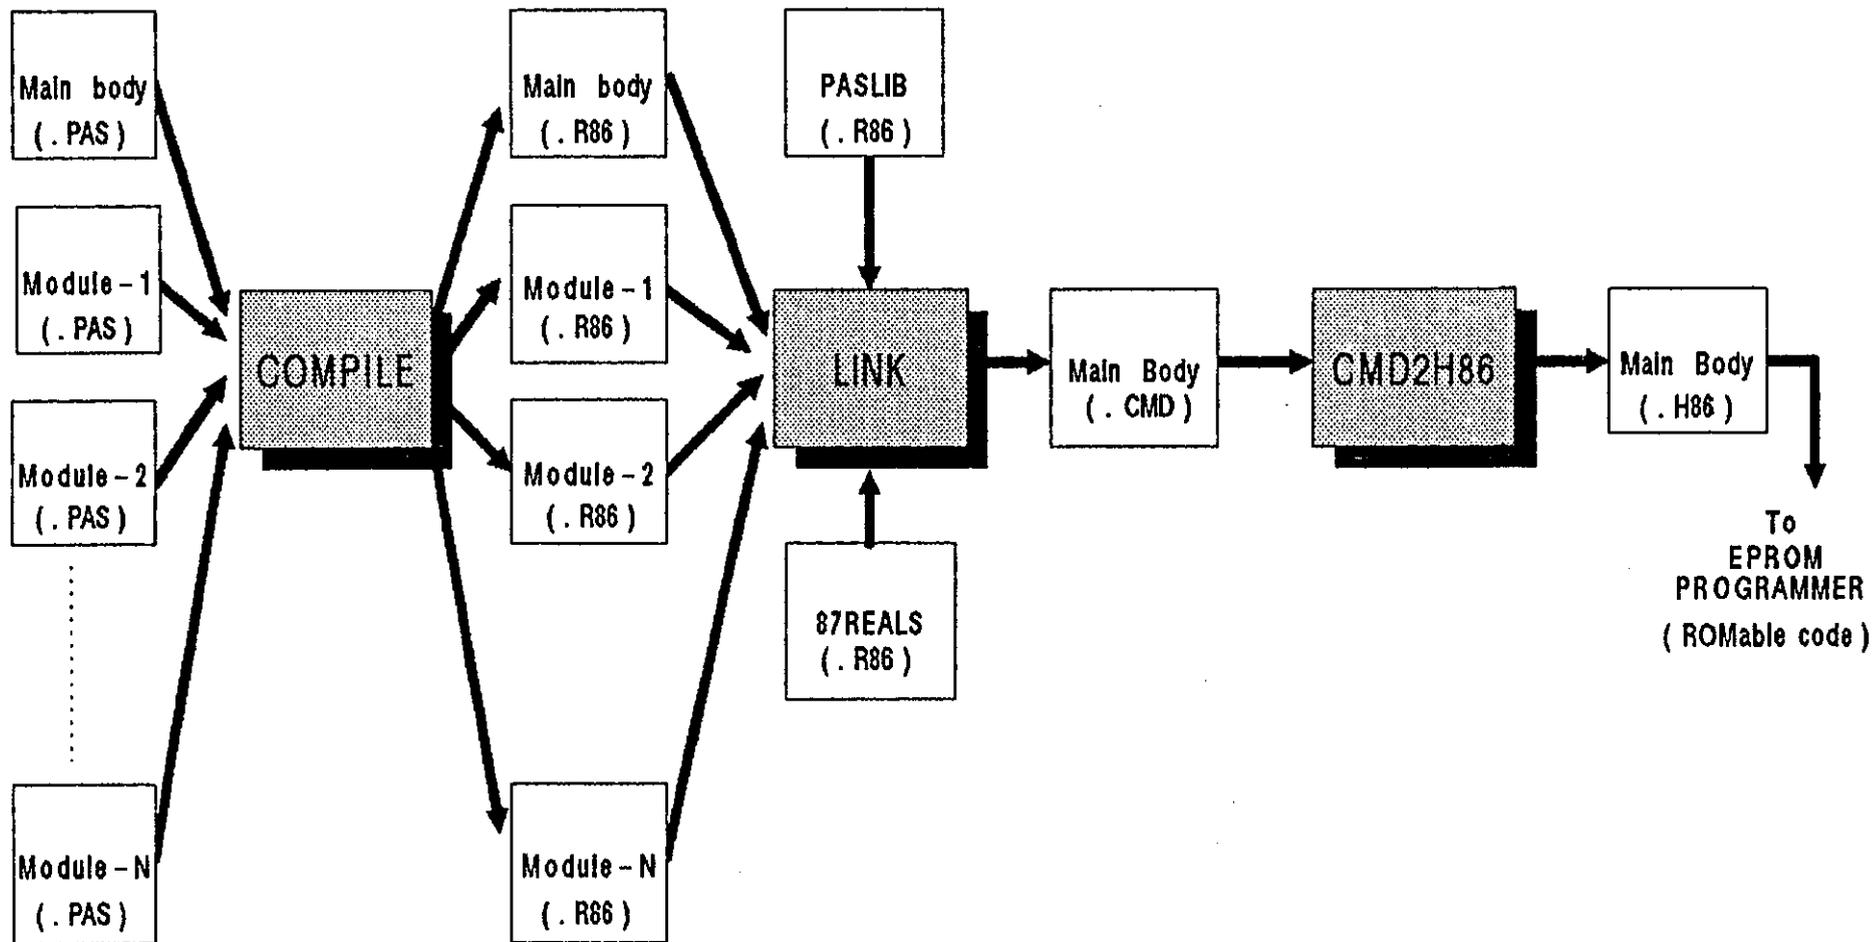 Main body
( . PAS )
Module-1
( . PAS )
Module-2
( . PAS )
Module-N
( . PAS )
COMPILE
Main body
( . R86 )
Module-1
( . R86 )
Module-2
( . R86 )
Module-N
( . R86 )
PASLIB
( . R86 )
LINK
87REALS
( . R86 )
Main Body
( . CMD )
CMD2H86
Main Body
( . H86 )
To
EPROM
PROGRAMMER
( ROMable code )